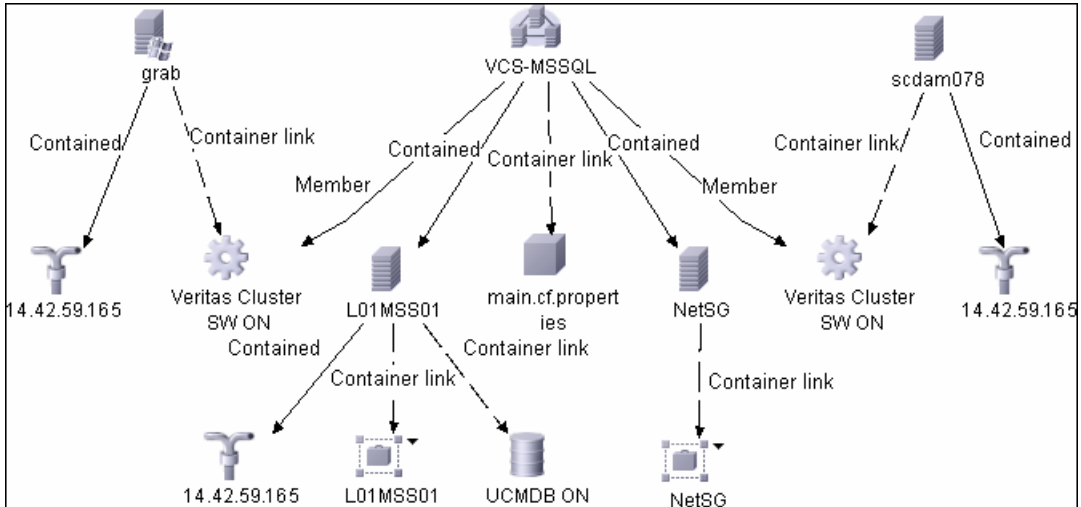 grab
VCS-MSSQL
scdam078
Contained
Container link
Contained
Container link
Contained
Container link
Contained
Member
Member
14.42.59.165
Veritas Cluster
SW ON
L01MSS01
main.cf.propert
ies
NetSG
Veritas Cluster
SW ON
14.42.59.165
Contained
Container link
Container link
Container link
14.42.59.165
L01MSS01
UCMDB ON
NetSG